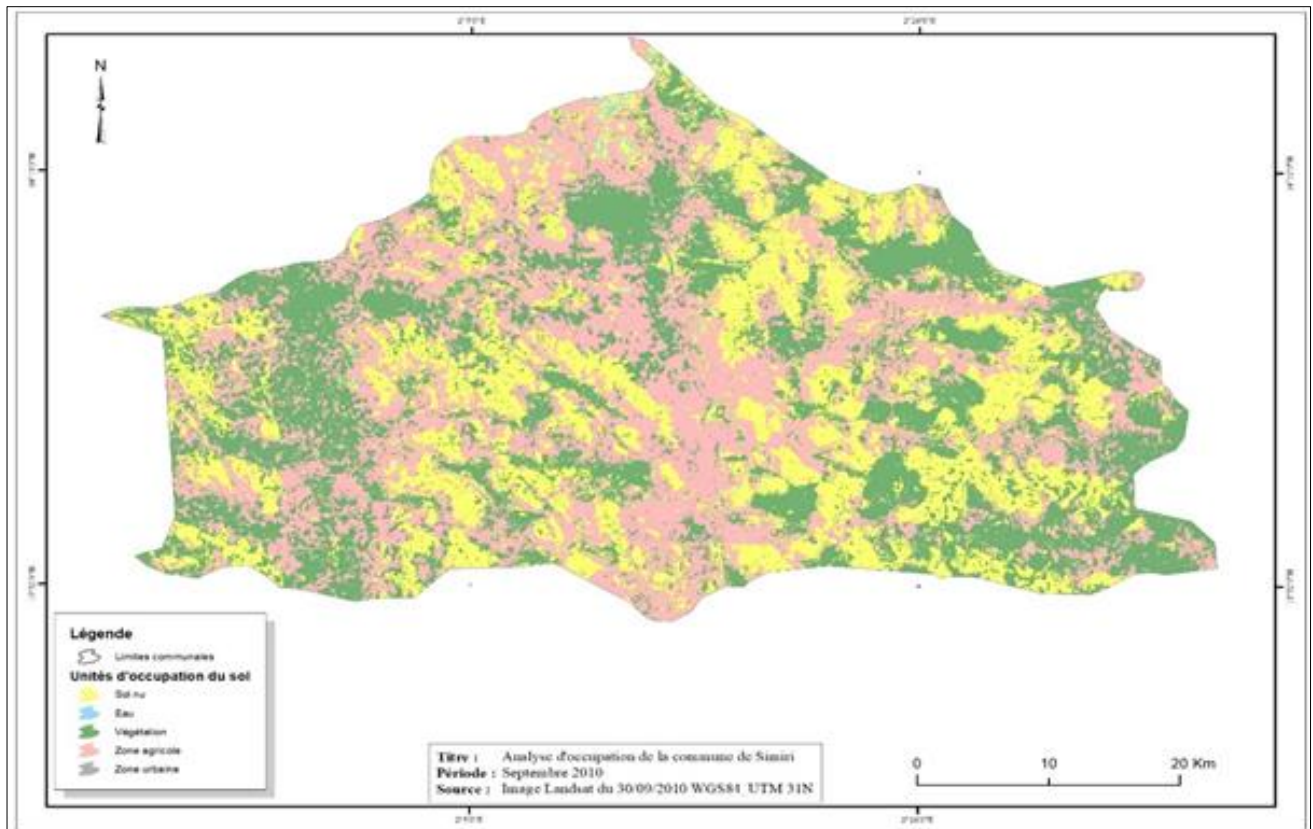 N
Légende
Limites communales
Unités d'occupation du sol
Sol nu
Eau
Végétation
Zone agricole
Zone urbaine
Titre : Analyse d'occupation de la commune de Simiri
Période : Septembre 2010
Source : Image Landsat du 30/09/2010 WGS84 UTM 31N
0 10 20 Km